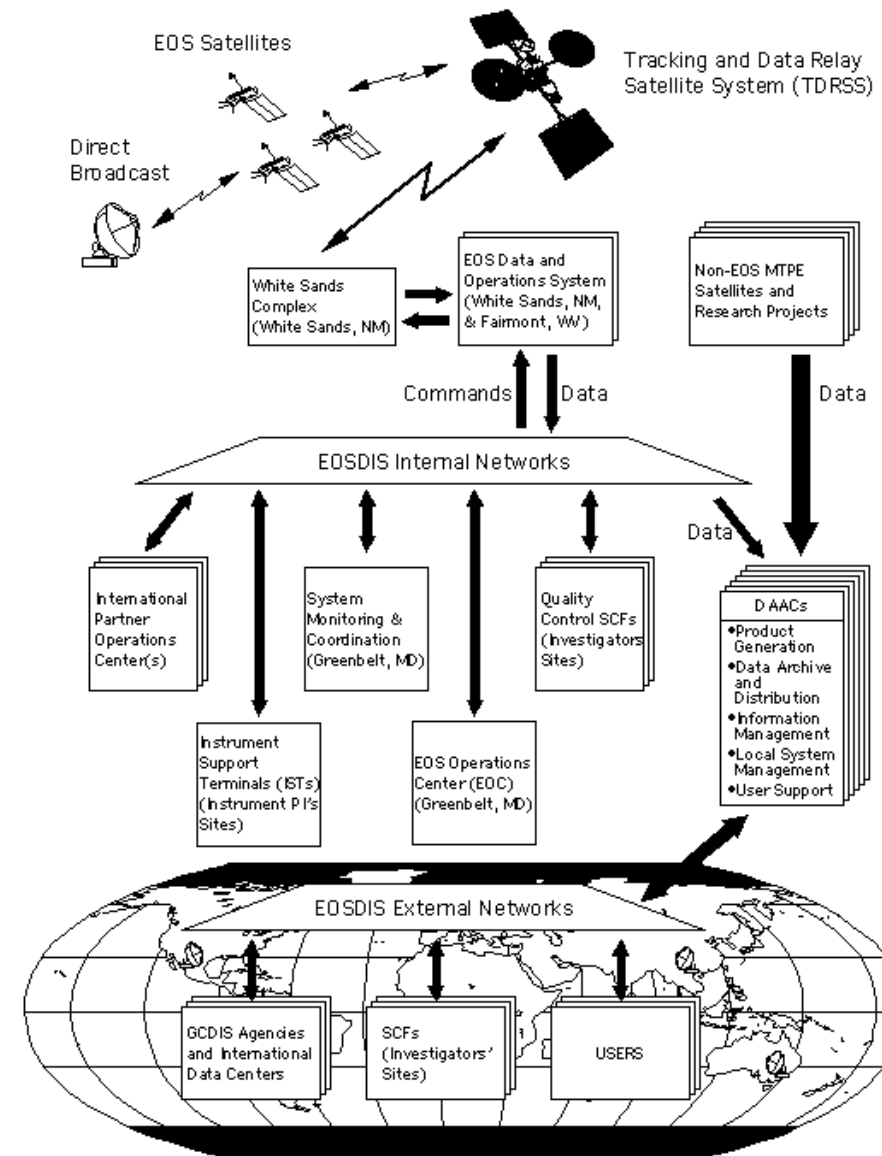 EOS Satellites
Tracking and Data Relay
Satellite System (TDRSS)
Direct
Broadcast
White Sands
Complex
(White Sands, NM)
EOS Data and
Operations System
(White Sands, NM,
& Fairmont, WV)
Non-EOS MTPE
Satellites and
Research Projects
Commands
Data
Data
EOSDIS Internal Networks
Data
International
Partner
Operations
Center(s)
System
Monitoring &
Coordination
(Greenbelt, MD)
Quality
Control SCFs
(Investigators
Sites)
DAACs
•Product
Generation
•Data Archive
and
Distribution
•Information
Management
•Local System
Management
•User Support
Instrument
Support
Terminals (ISTs)
(Instrument PI's
Sites)
EOS Operations
Center (EOC)
(Greenbelt, MD)
EOSDIS External Networks
GCDIS Agencies
and International
Data Centers
SCFs
(Investigators'
Sites)
USERS